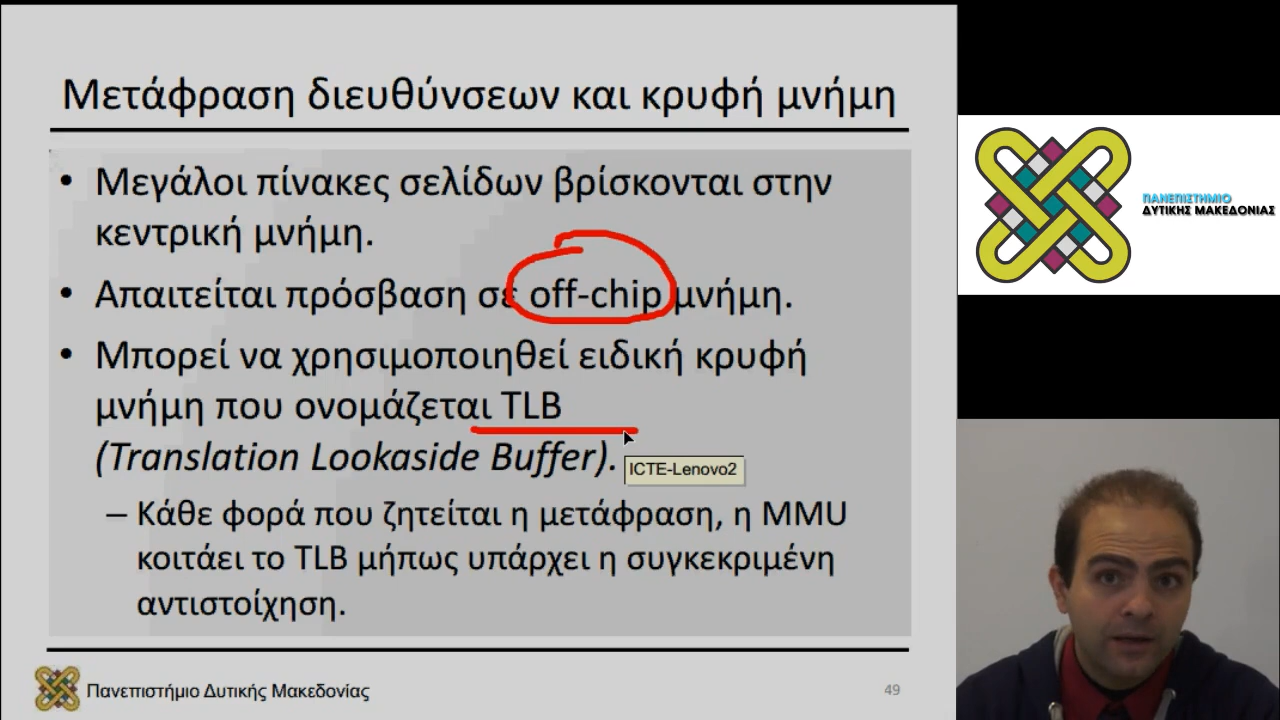 Μετάφραση διευθύνσεων και κρυφή μνήμη
• Μεγάλοι πίνακες σελίδων βρίσκονται στην
κεντρική μνήμη.
• Απαιτείται πρόσβαση σε off-chip μνήμη.
• Μπορεί να χρησιμοποιηθεί ειδική κρυφή
μνήμη που ονομάζεται TLB
(Translation Lookaside Buffer).
ICTE-Lenovo2
– Κάθε φορά που ζητείται η μετάφραση, η MMU
κοιτάει το TLB μήπως υπάρχει η συγκεκριμένη
αντιστοίχηση.
Πανεπιστήμιο Δυτικής Μακεδονίας
49
ΠΑΝΕΠΙΣΤΗΜΙΟ
ΔΥΤΙΚΗΣ ΜΑΚΕΔΟΝΙΑΣ